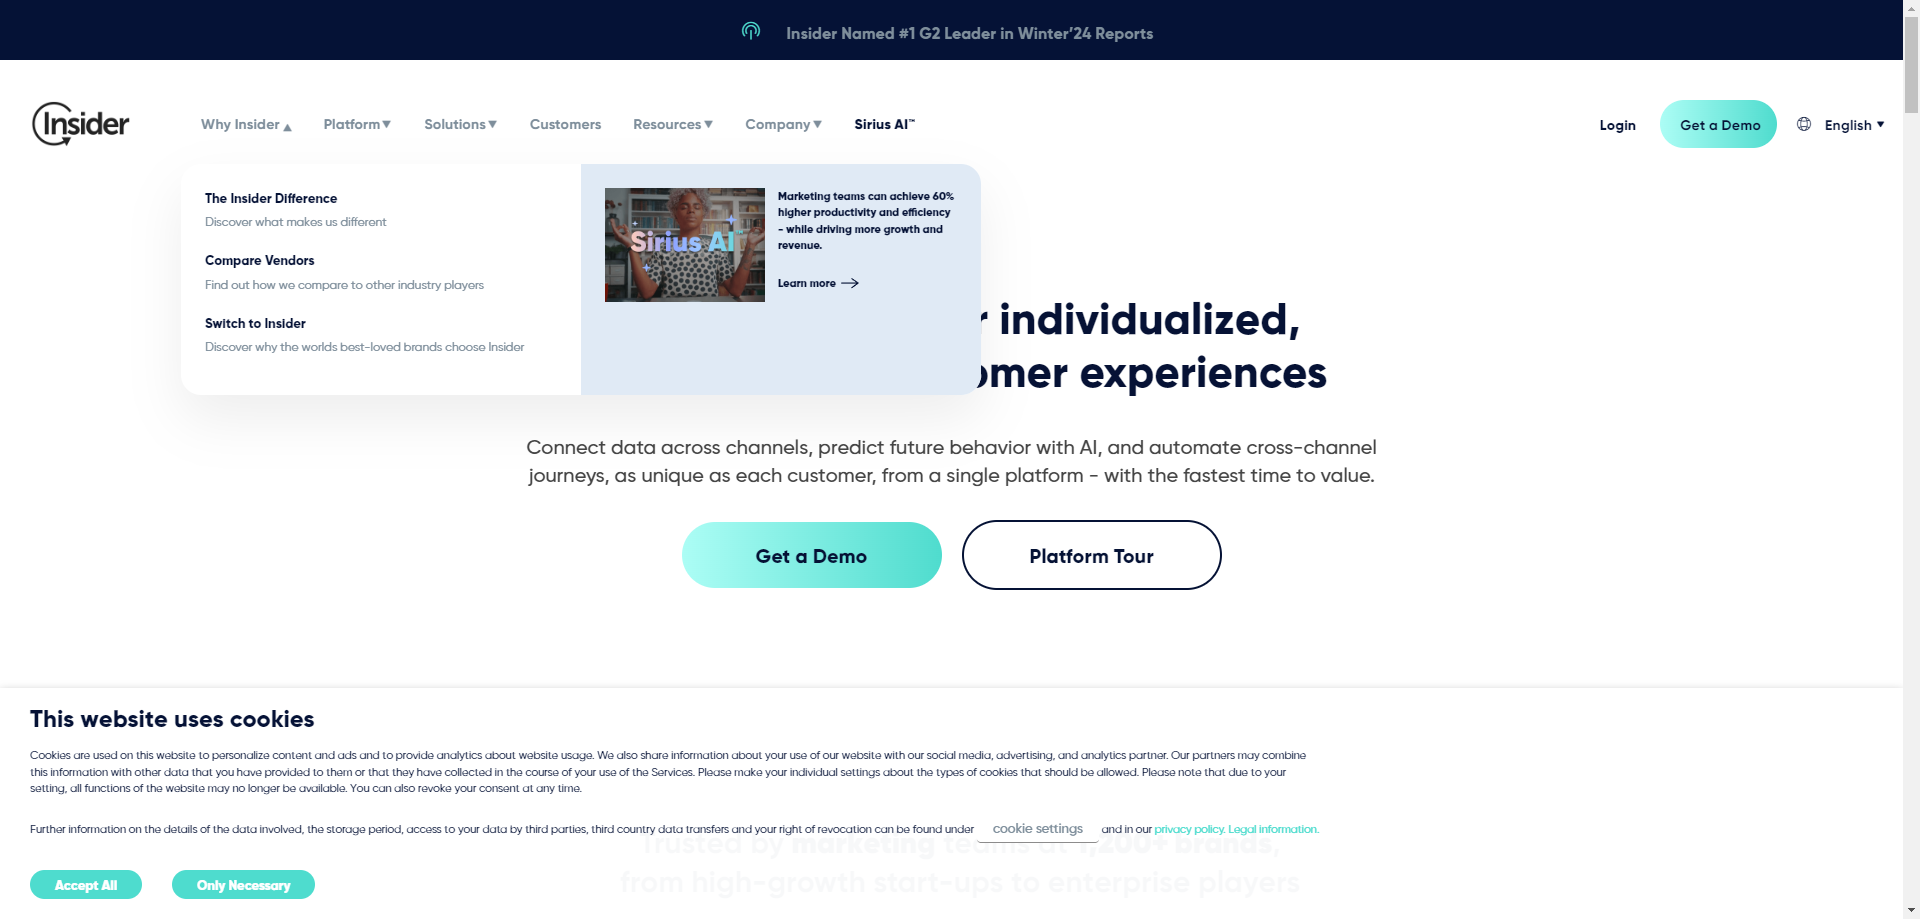 Insider Named #1 G2 Leader in Winter’24 Reports
Insider
Why Insider
Platform
Solutions
Customers
Resources
Company
Sirius AI™
Login
Get a Demo
English
The Insider Difference
Discover what makes us different
Compare Vendors
Find out how we compare to other industry players
Switch to Insider
Discover why the worlds best-loved brands choose Insider
Sirius AI™
Marketing teams can achieve 60%
higher productivity and efficiency
- while driving more growth and
revenue.
Learn more
individualized,
experiences
Connect data across channels, predict future behavior with AI, and automate cross-channel
journeys, as unique as each customer, from a single platform - with the fastest time to value.
Get a Demo
Platform Tour
This website uses cookies
Cookies are used on this website to personalize content and ads and to provide analytics about website usage. We also share information about your use of our website with our social media, advertising, and analytics partner. Our partners may combine
this information with other data that you have provided to them or that they have collected in the course of your use of the Services. Please make your individual settings about the types of cookies that should be allowed. Please note that due to your
setting, all functions of the website may no longer be available. You can also revoke your consent at any time.
Further information on the details of the data involved, the storage period, access to your data by third parties, third country data transfers and your right of revocation can be found under cookie settings and in our privacy policy. Legal information.
Trusted by marketing teams at 1,200+ brands,
from high-growth start-ups to enterprise players
Accept All
Only Necessary